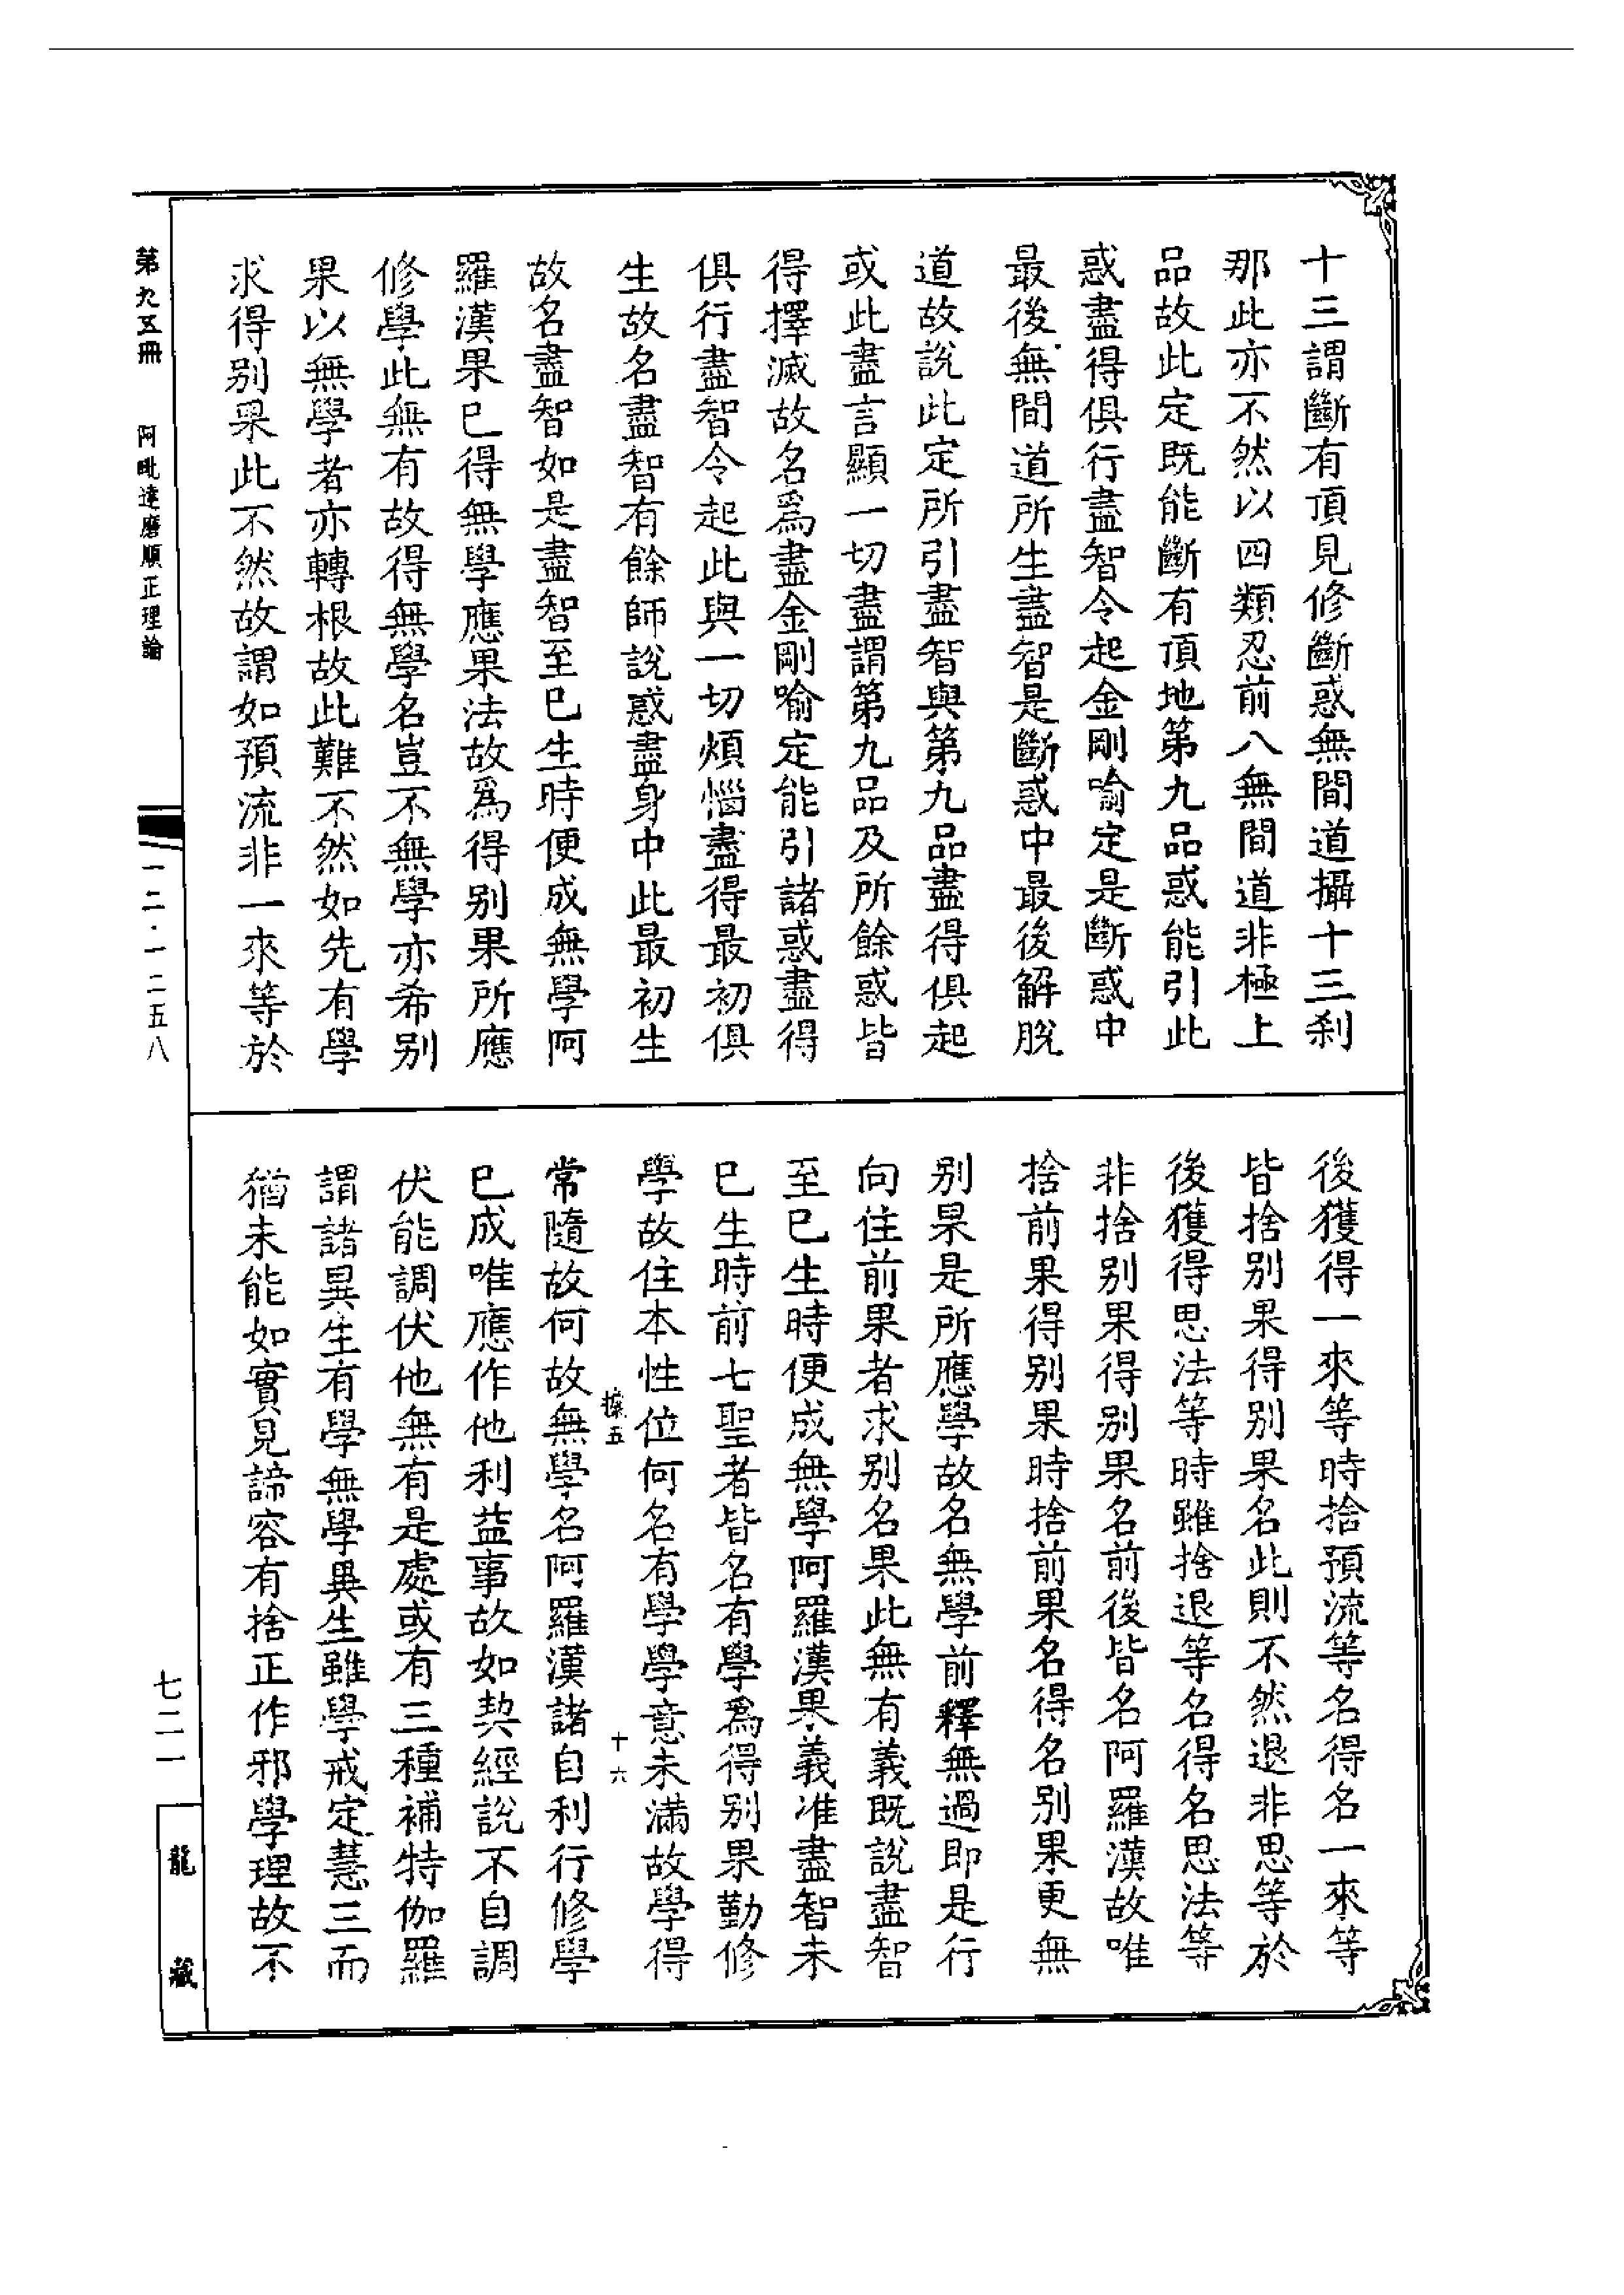 十三謂斷有頂見修斷惑無間道攝十三刹
那此亦不然以四類忍前八無間道非極上
品故此定既能斷有頂地第九品惑能引此
惑盡得俱行盡智令起金剛喻定是斷惑中
最後無間道所生盡智是斷惑中最後解脫
道故說此定所引盡智與第九品盡得俱起
或此盡言顯一切盡謂第九品及所餘惑皆
得擇滅故名爲盡金剛喻定能引諸惑盡得
俱行盡智令起此與一切煩惱盡得最初俱
生故名盡智有餘師說惑盡身中此最初生
故名盡智如是盡智至已生時便成無學阿
羅漢果已得無學應果法故爲得別果所應
修學此無有故得無學名豈不無學亦希別
果以無學者亦轉根故此難不然如先有學
求得別果此不然故謂如預流非一來等於
後獲得一來等時捨預流等名得名一來等
皆捨別果得別果名此則不然退非思等於
後獲得思法等時雖捨退等名得名思法等
非捨別果得別果名前後皆名阿羅漢故唯
捨前果得別果時捨前果名得名別果更無
別果是所應學故名無學前釋無過即是行
向住前果者求別名果此無有義既說盡智
至已生時便成無學阿羅漢果義准盡智未
已生時前七聖者皆名有學爲得別果勤修
學故住本性位何名有學學意未滿故學得
搽五 十六
常隨故何故無學名阿羅漢諸自利行修學
已成唯應作他利益事故如契經說不自調
伏能調伏他無有是處或有三種補特伽羅
謂諸異生有學無學異生雖學戒定慧三而
猶未能如實見諦容有捨正作邪學理故不
第九五冊 阿毗達磨順正理論 一二·一二五八 七二一 龍藏